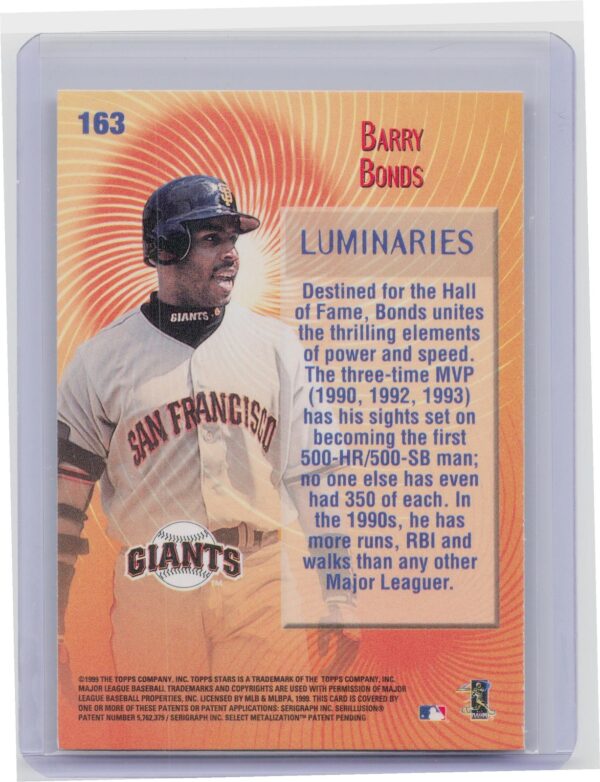 163
BARRY
BONDS
LUMINARIES
Destined for the Hall
of Fame, Bonds unites
the thrilling elements
of power and speed.
The three-time MVP
(1990, 1992, 1993)
has his sights set on
becoming the first
500-HR/500-SB man;
no one else has even
had 350 of each. In
the 1990s, he has
more runs, RBI and
walks than any other
Major Leaguer.
GIANTS
SAN FRANCISCO
GIANTS
TM
©1999 THE TOPPS COMPANY, INC. TOPPS STARS IS A TRADEMARK OF THE TOPPS COMPANY, INC.
MAJOR LEAGUE BASEBALL TRADEMARKS AND COPYRIGHTS ARE USED WITH PERMISSION OF MAJOR
LEAGUE BASEBALL PROPERTIES, INC. LICENSED BY MLB & MLBPA, 1999. THIS CARD IS COVERED BY
ONE OR MORE OF THESE PATENTS OR PATENT APPLICATIONS: SERIGRAPH INC. SERILLUSION®
PATENT NUMBER 5,762,375 / SERIGRAPH INC. SELECT METALIZATION™ PATENT PENDING